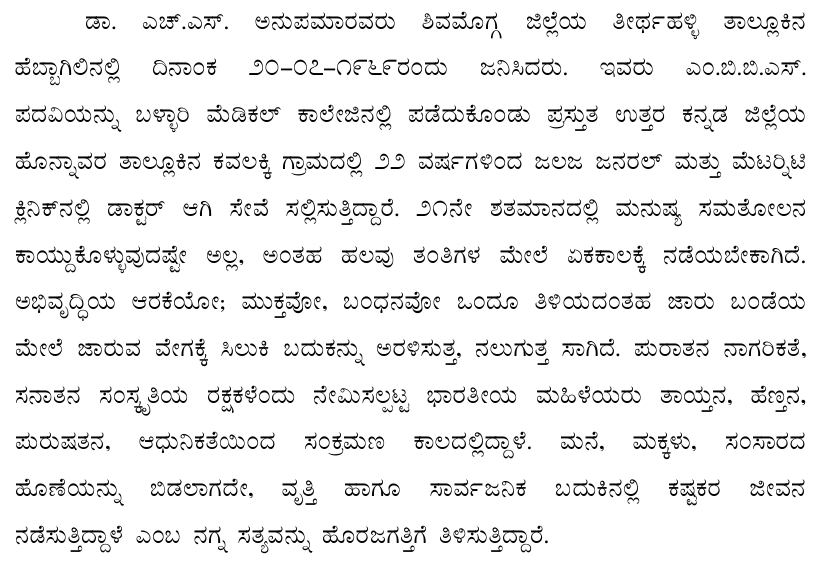 ಡಾ. ಎಚ್.ಎಸ್. ಅನುಪಮಾರವರು ಶಿವಮೊಗ್ಗ ಜಿಲ್ಲೆಯ ತೀರ್ಥಹಳ್ಳಿ ತಾಲ್ಲೂಕಿನ
ಹೆಬ್ಬಾಗಿಲಿನಲ್ಲಿ ದಿನಾಂಕ ೨೦–೦೭–೧೯೬೯ರಂದು ಜನಿಸಿದರು. ಇವರು ಎಂ.ಬಿ.ಬಿ.ಎಸ್.
ಪದವಿಯನ್ನು ಬಳ್ಳಾರಿ ಮೆಡಿಕಲ್ ಕಾಲೇಜಿನಲ್ಲಿ ಪಡೆದುಕೊಂಡು ಪ್ರಸ್ತುತ ಉತ್ತರ ಕನ್ನಡ ಜಿಲ್ಲೆಯ
ಹೊನ್ನಾವರ ತಾಲ್ಲೂಕಿನ ಕವಲಕ್ಕಿ ಗ್ರಾಮದಲ್ಲಿ ೨೨ ವರ್ಷಗಳಿಂದ ಜಲಜ ಜನರಲ್ ಮತ್ತು ಮೆಟರ‍್ನಿಟಿ
ಕ್ಲಿನಿಕ್‌ನಲ್ಲಿ ಡಾಕ್ಟರ್ ಆಗಿ ಸೇವೆ ಸಲ್ಲಿಸುತ್ತಿದ್ದಾರೆ. ೨೧ನೇ ಶತಮಾನದಲ್ಲಿ ಮನುಷ್ಯ ಸಮತೋಲನ
ಕಾಯ್ದುಕೊಳ್ಳುವುದಷ್ಟೇ ಅಲ್ಲ, ಅಂತಹ ಹಲವು ತಂತಿಗಳ ಮೇಲೆ ಏಕಕಾಲಕ್ಕೆ ನಡೆಯಬೇಕಾಗಿದೆ.
ಅಭಿವೃದ್ಧಿಯ ಆರಕೆಯೋ; ಮುಕ್ತವೋ, ಬಂಧನವೋ ಒಂದೂ ತಿಳಿಯದಂತಹ ಜಾರು ಬಂಡೆಯ
ಮೇಲೆ ಜಾರುವ ವೇಗಕ್ಕೆ ಸಿಲುಕಿ ಬದುಕನ್ನು ಅರಳಿಸುತ್ತ, ನಲುಗುತ್ತ ಸಾಗಿದೆ. ಪುರಾತನ ನಾಗರಿಕತೆ,
ಸನಾತನ ಸಂಸ್ಕೃತಿಯ ರಕ್ಷಕಳೆಂದು ನೇಮಿಸಲ್ಪಟ್ಟ ಭಾರತೀಯ ಮಹಿಳೆಯರು ತಾಯ್ತನ, ಹೆಣ್ತನ,
ಪುರುಷತನ, ಆಧುನಿಕತೆಯಿಂದ ಸಂಕ್ರಮಣ ಕಾಲದಲ್ಲಿದ್ದಾಳೆ. ಮನೆ, ಮಕ್ಕಳು, ಸಂಸಾರದ
ಹೊಣೆಯನ್ನು ಬಿಡಲಾಗದೇ, ವೃತ್ತಿ ಹಾಗೂ ಸಾರ್ವಜನಿಕ ಬದುಕಿನಲ್ಲಿ ಕಷ್ಟಕರ ಜೀವನ
ನಡೆಸುತ್ತಿದ್ದಾಳೆ ಎಂಬ ನಗ್ನ ಸತ್ಯವನ್ನು ಹೊರಜಗತ್ತಿಗೆ ತಿಳಿಸುತ್ತಿದ್ದಾರೆ.